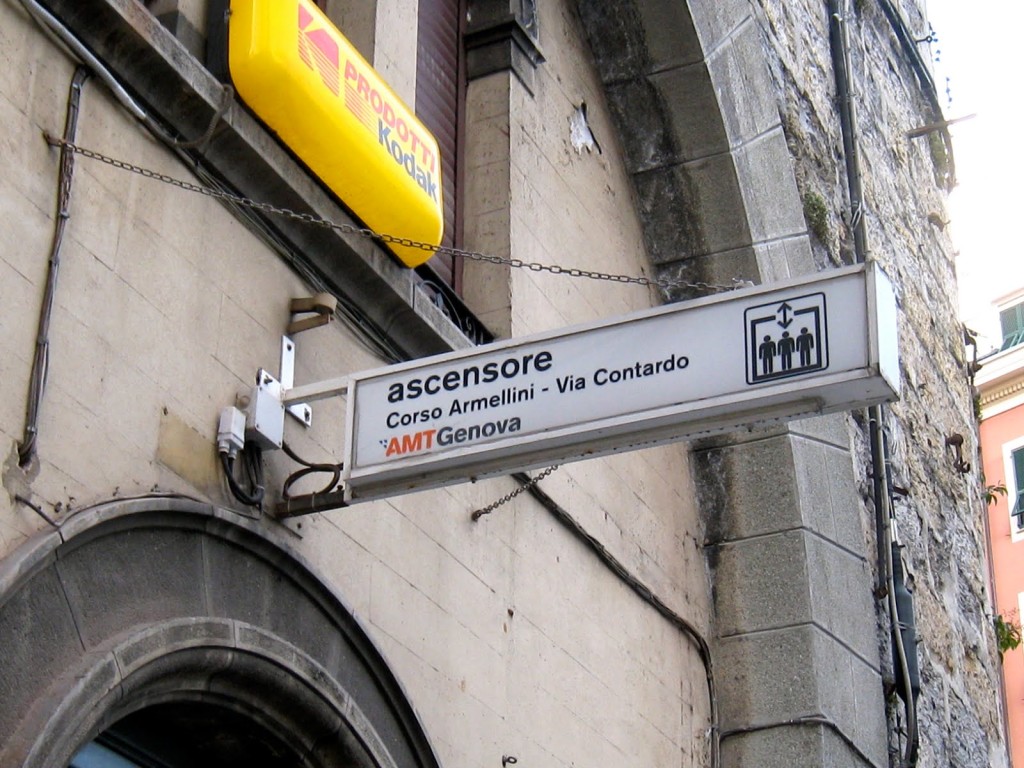 PRODOTTI
Kodak
ascensore
Corso Armellini - Via Contardo
AMTGenova